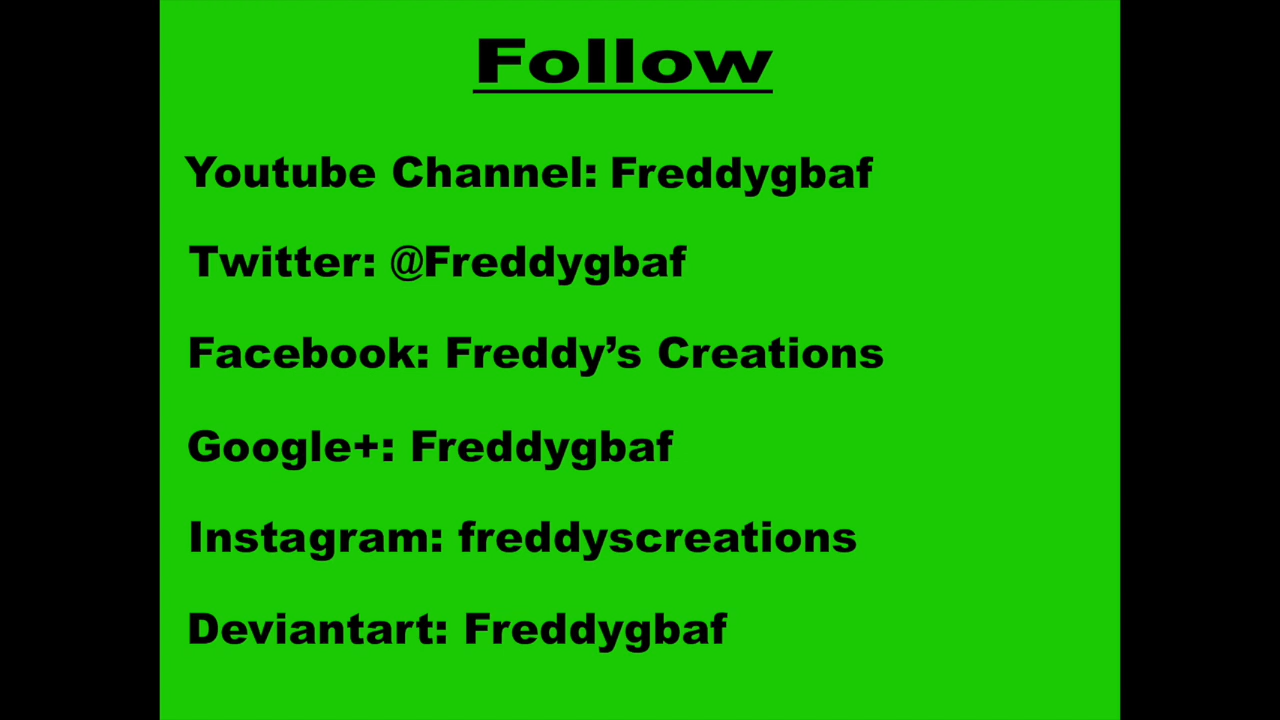 Follow
Youtube Channel: Freddygbaf
Twitter: @Freddygbaf
Facebook: Freddy’s Creations
Google+: Freddygbaf
Instagram: freddyscreations
Deviantart: Freddygbaf